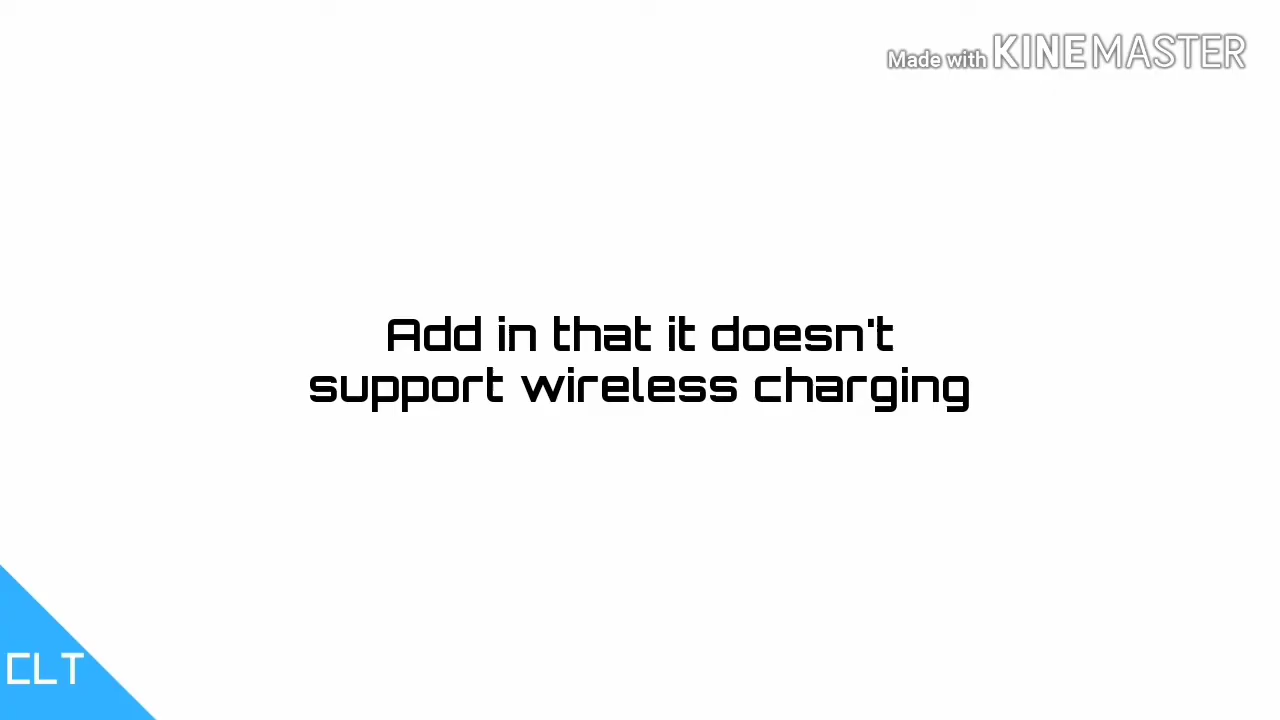 Made with KINEMASTER
Add in that it doesn't
support wireless charging
CLT